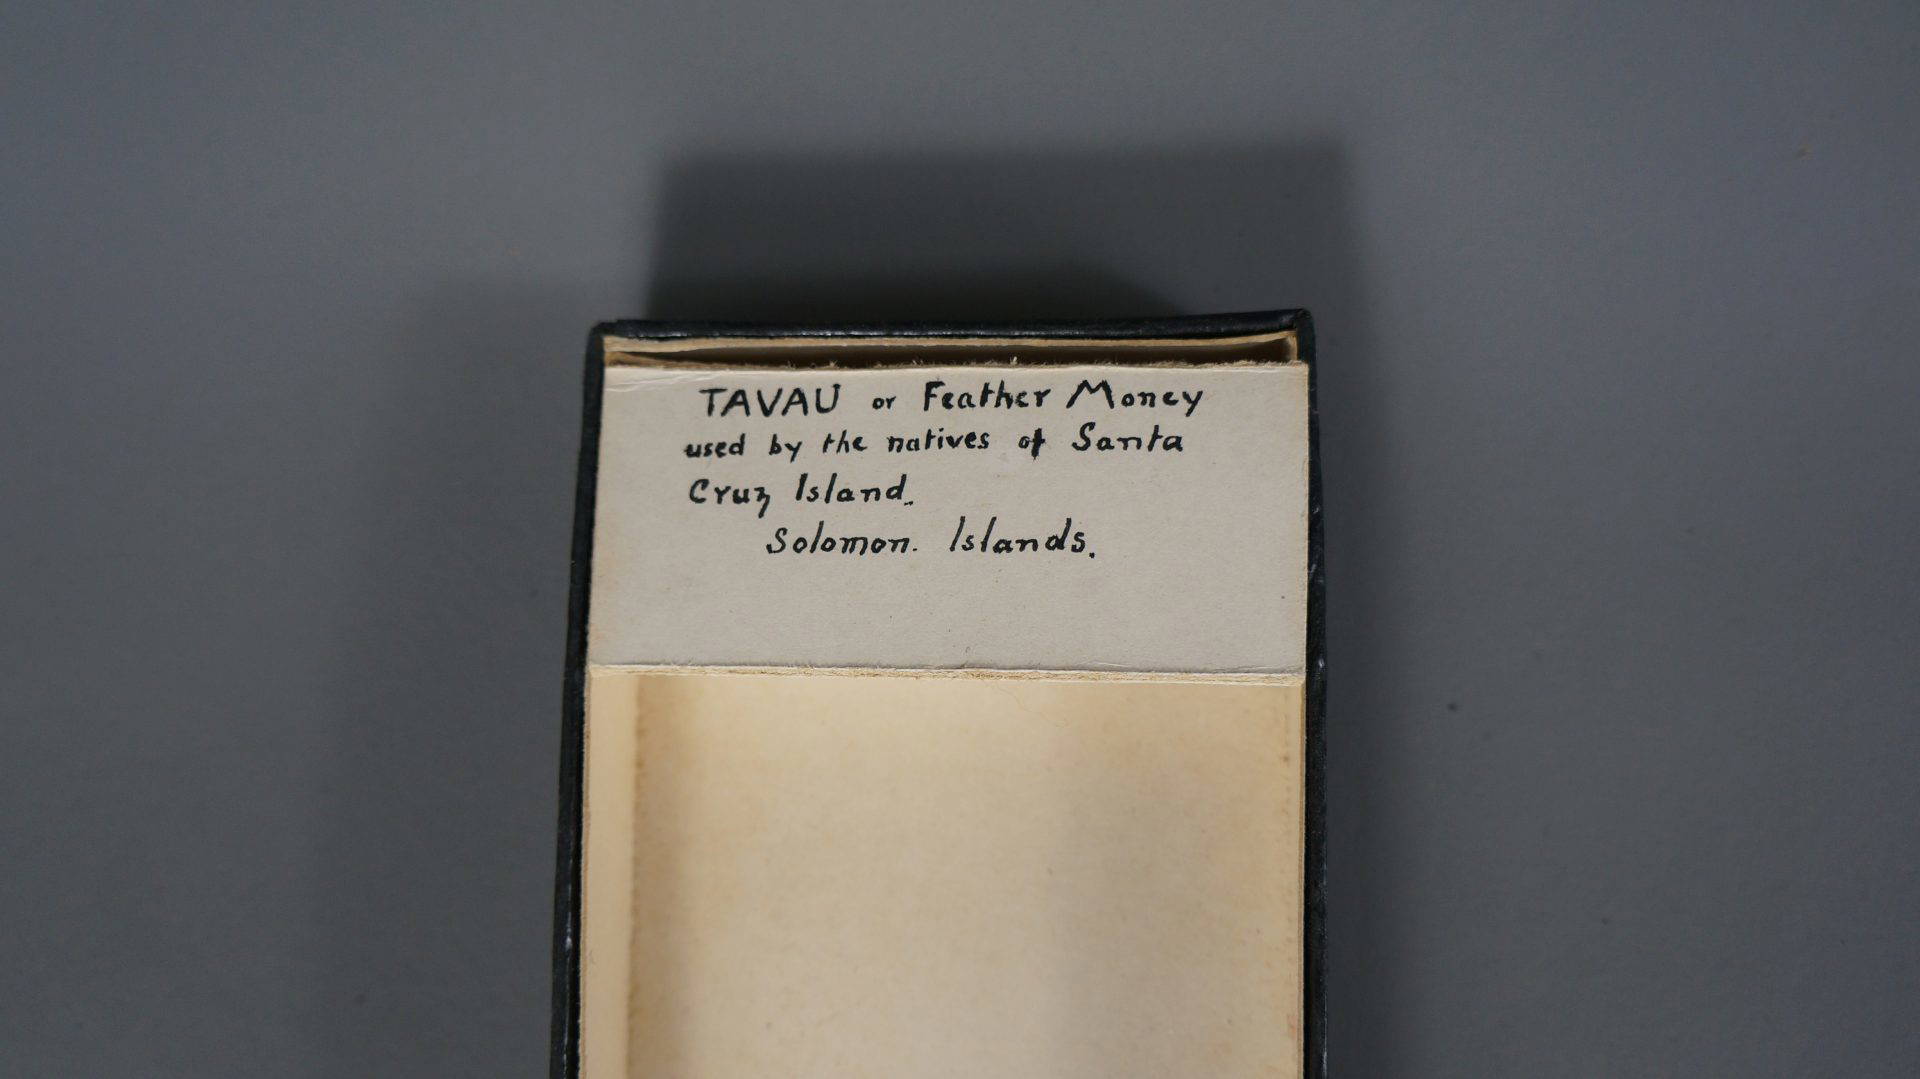 TAVAU or Feather Money
used by the natives of Santa
Cruz Island.
Solomon. Islands.